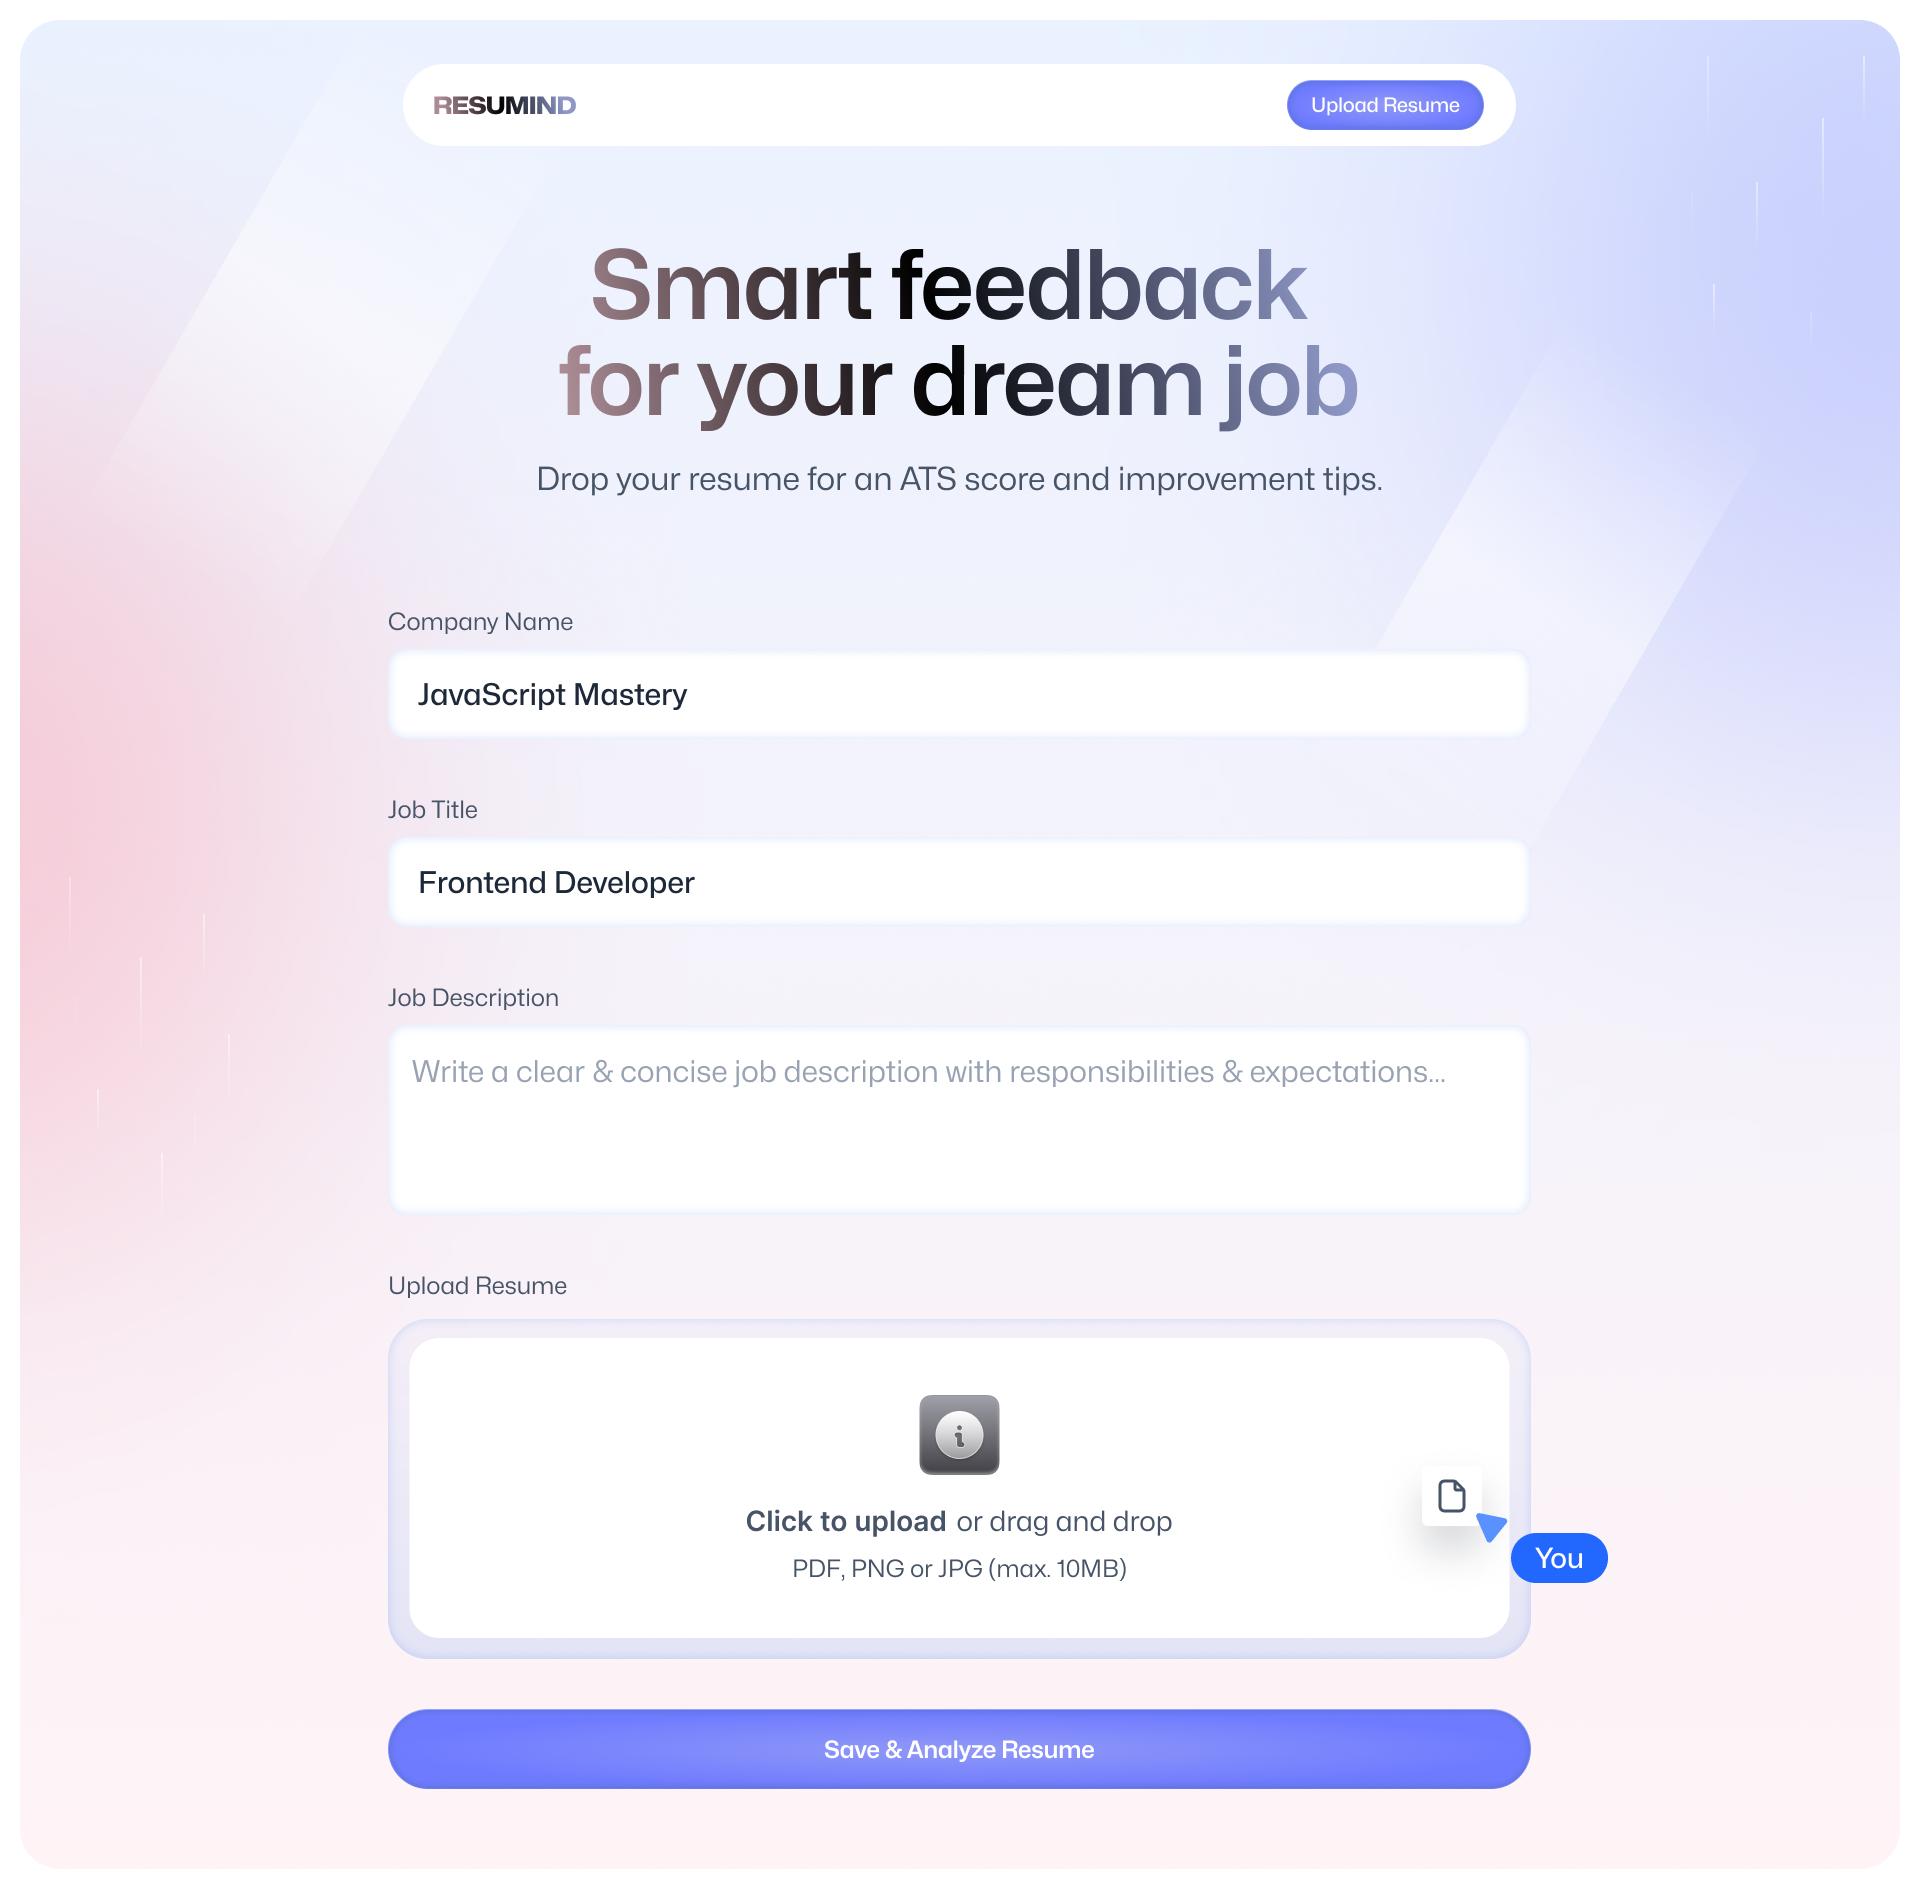 RESUMIND
Upload Resume
Smart feedback
for your dream job
Drop your resume for an ATS score and improvement tips.
Company Name
JavaScript Mastery
Job Title
Frontend Developer
Job Description
Write a clear & concise job description with responsibilities & expectations...
Upload Resume
Click to upload or drag and drop
PDF, PNG or JPG (max. 10MB)
You
Save & Analyze Resume